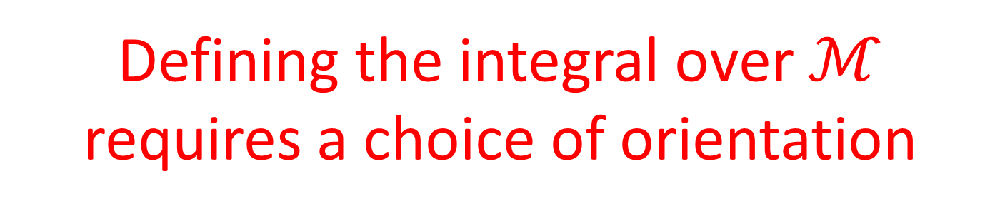 Defining the integral over ℳ
requires a choice of orientation